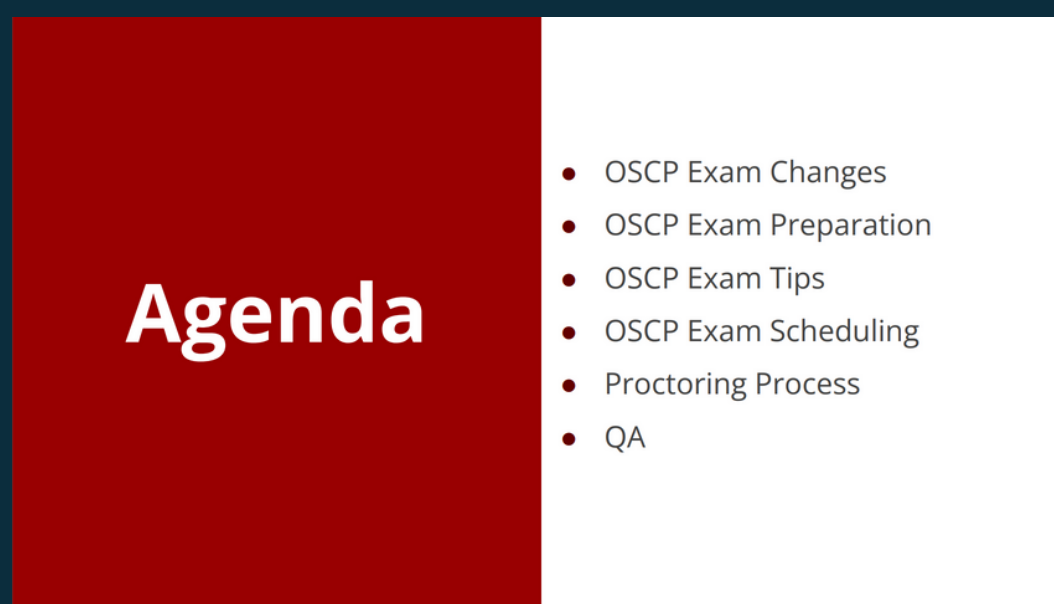 Agenda
OSCP Exam Changes
OSCP Exam Preparation
OSCP Exam Tips
OSCP Exam Scheduling
Proctoring Process
QA